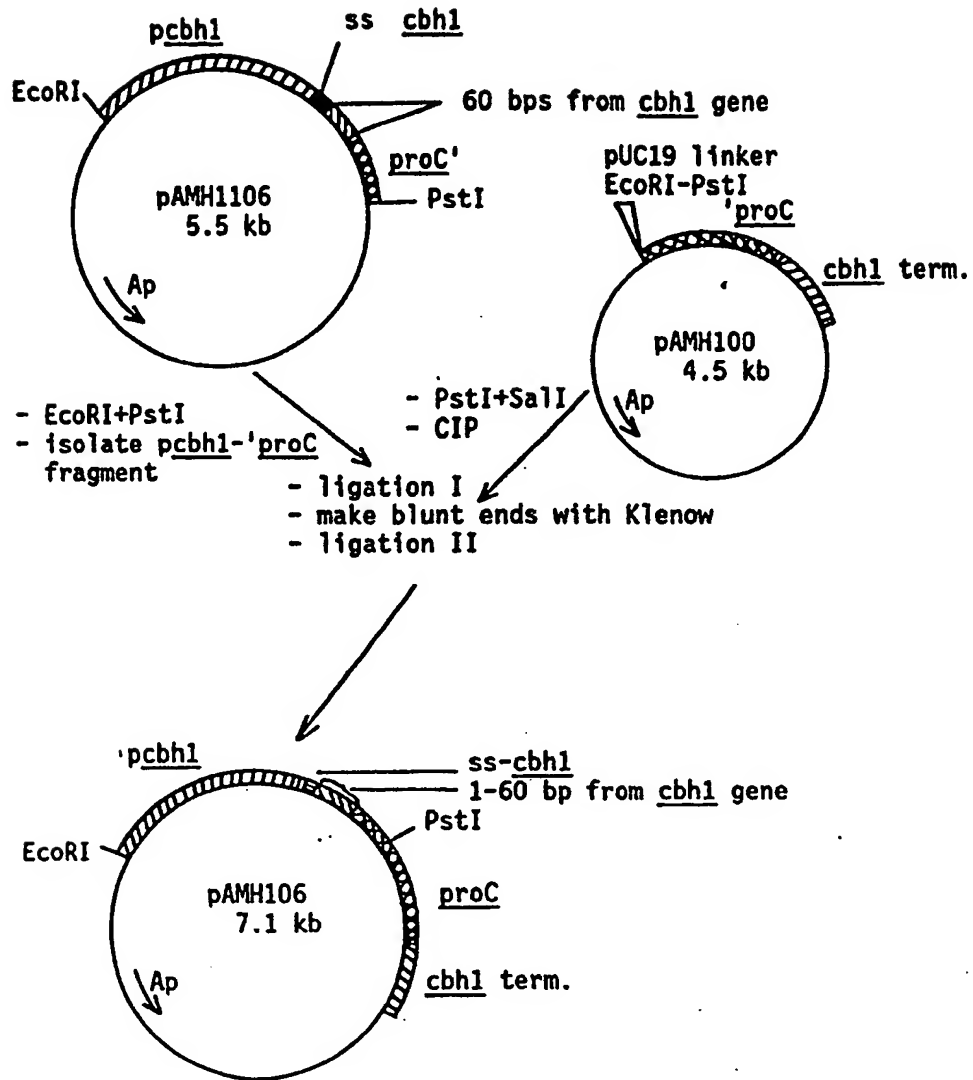 pcbh1
ss cbh1
EcoRI
60 bps from cbh1 gene
proC'
PstI
pAMH1106
5.5 kb
Ap
pUC19 linker
EcoRI-PstI
'proC
cbh1 term.
pAMH100
4.5 kb
Ap
- EcoRI+PstI
- isolate pcbh1-'proC
fragment
- PstI+SalI
- CIP
- ligation I
- make blunt ends with Klenow
- ligation II
pcbh1
ss-cbh1
1-60 bp from cbh1 gene
PstI
EcoRI
pAMH106
7.1 kb
proC
Ap
cbh1 term.